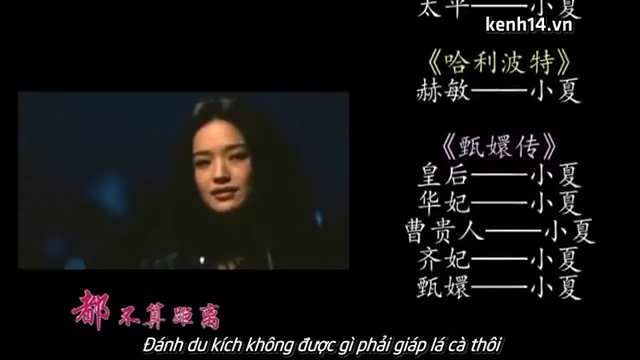 太平——小夏
kenh14.vn
《哈利波特》
赫敏——小夏
《甄嬛传》
皇后——小夏
华妃——小夏
曹贵人——小夏
齐妃——小夏
甄嬛——小夏
都不算距离
Đánh du kích không được gì phải giáp lá cà thôi